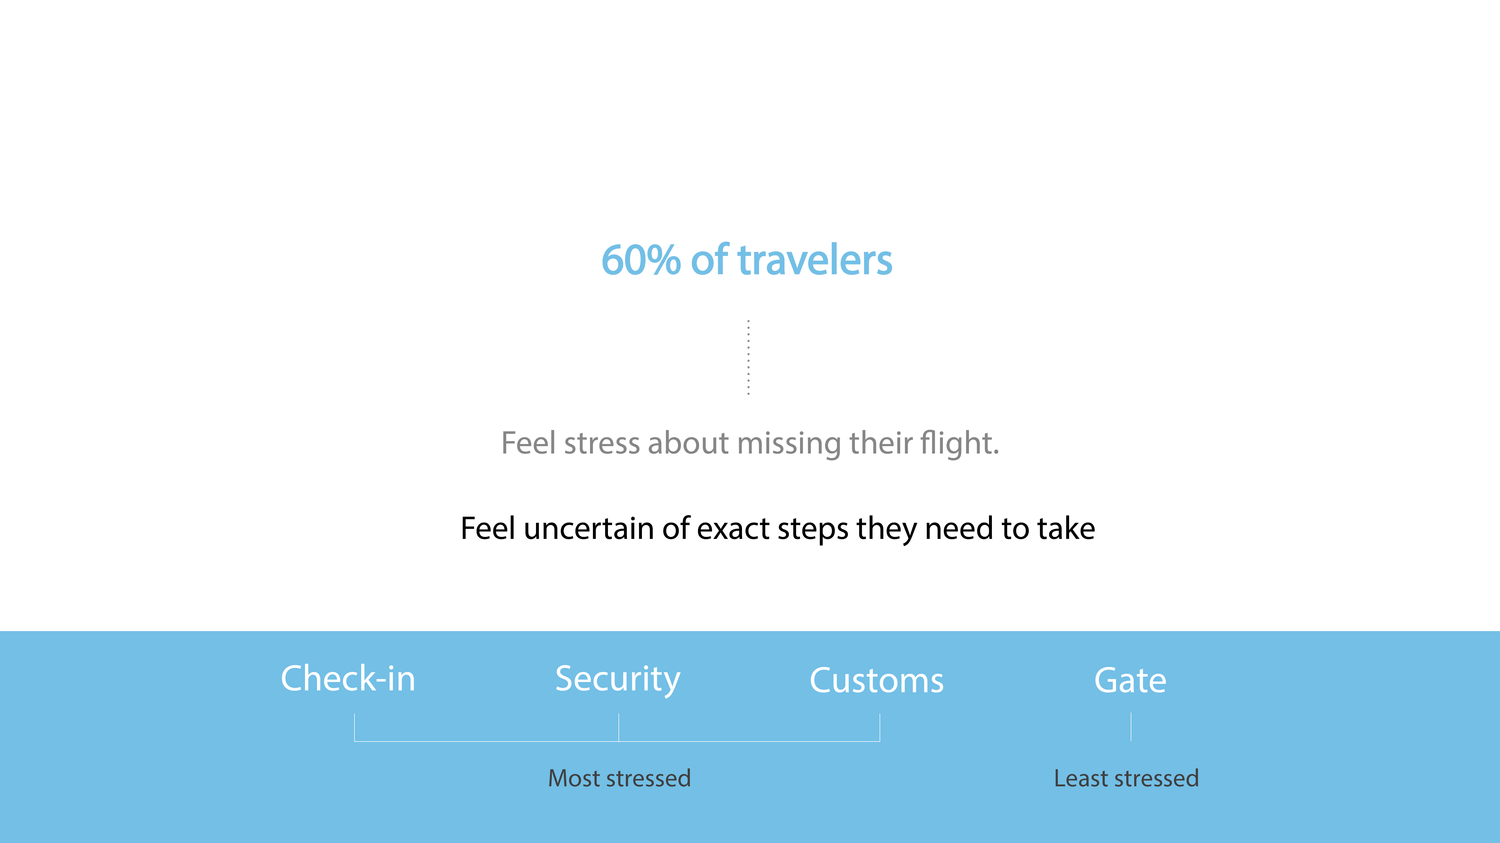 60% of travelers
Feel stress about missing their flight.
Feel uncertain of exact steps they need to take
Check-in Security Customs Gate
Most stressed Least stressed